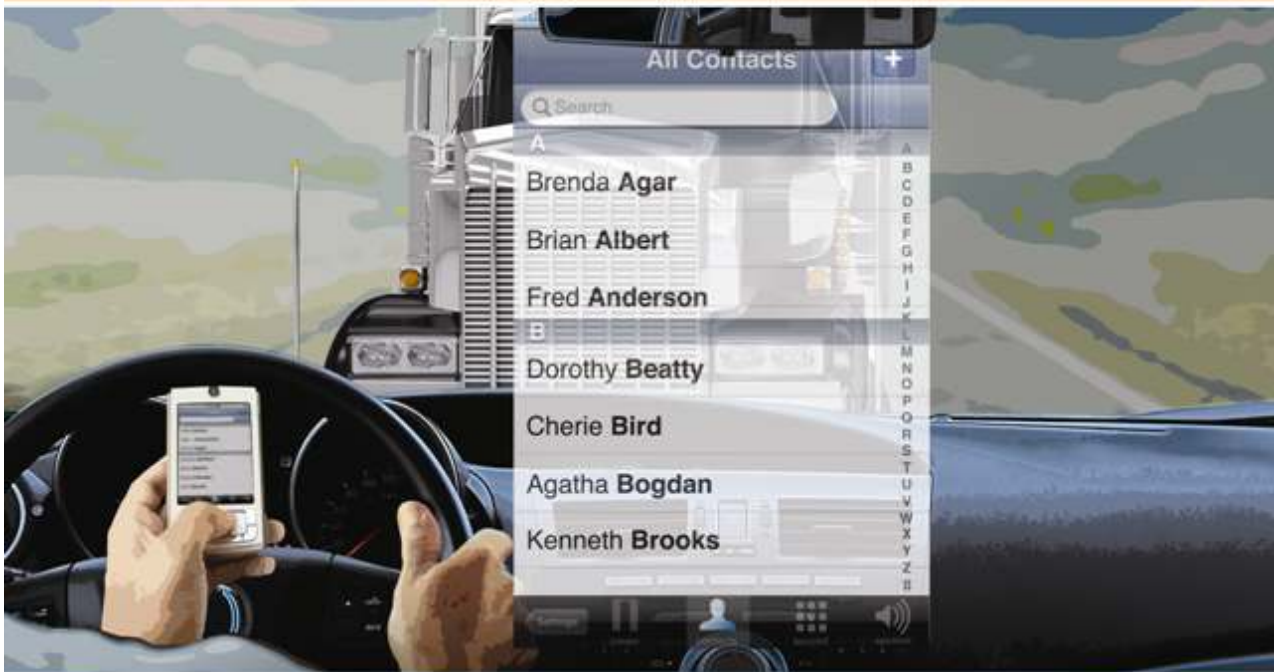 All Contacts
+
Search
A
Brenda Agar
Brian Albert
Fred Anderson
B
Dorothy Beatty
Cherie Bird
Agatha Bogdan
Kenneth Brooks
A
B
C
D
E
F
G
H
I
J
K
L
M
N
O
P
Q
R
S
T
U
V
W
X
Y
Z
#